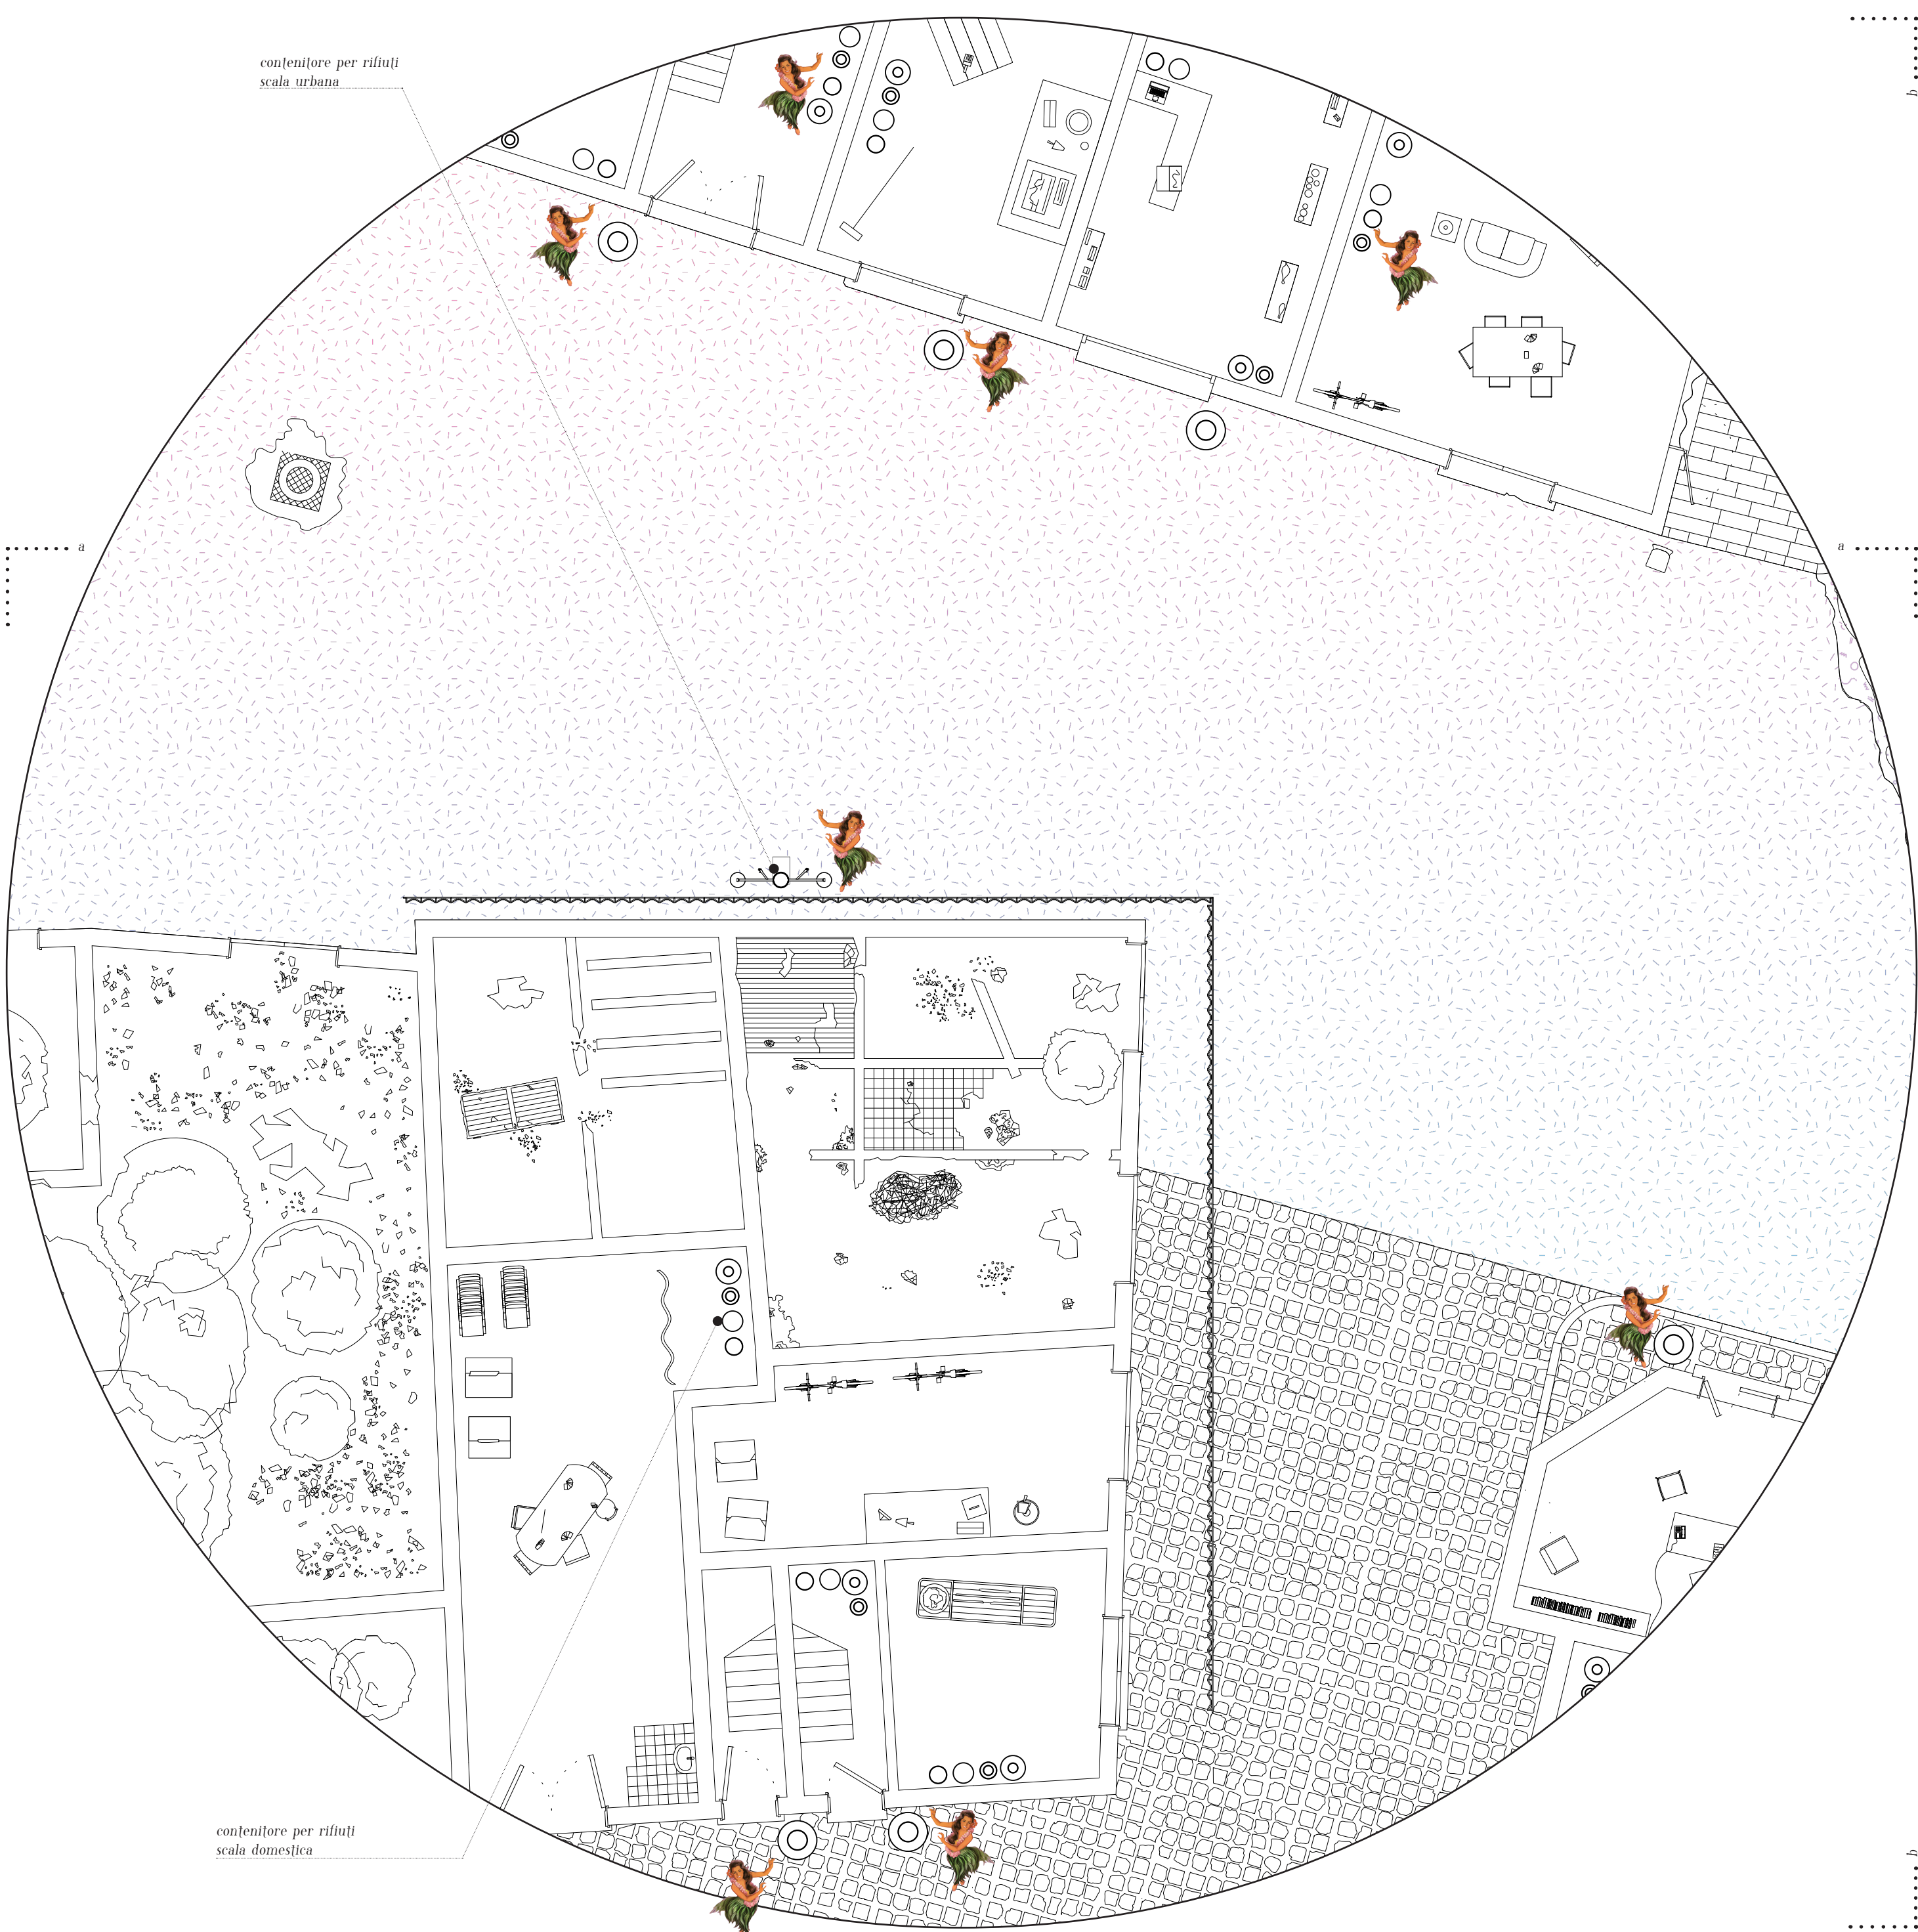 contenitore per rifiuti
scala urbana
b
a
a
contenitore per rifiuti
scala domestica
b